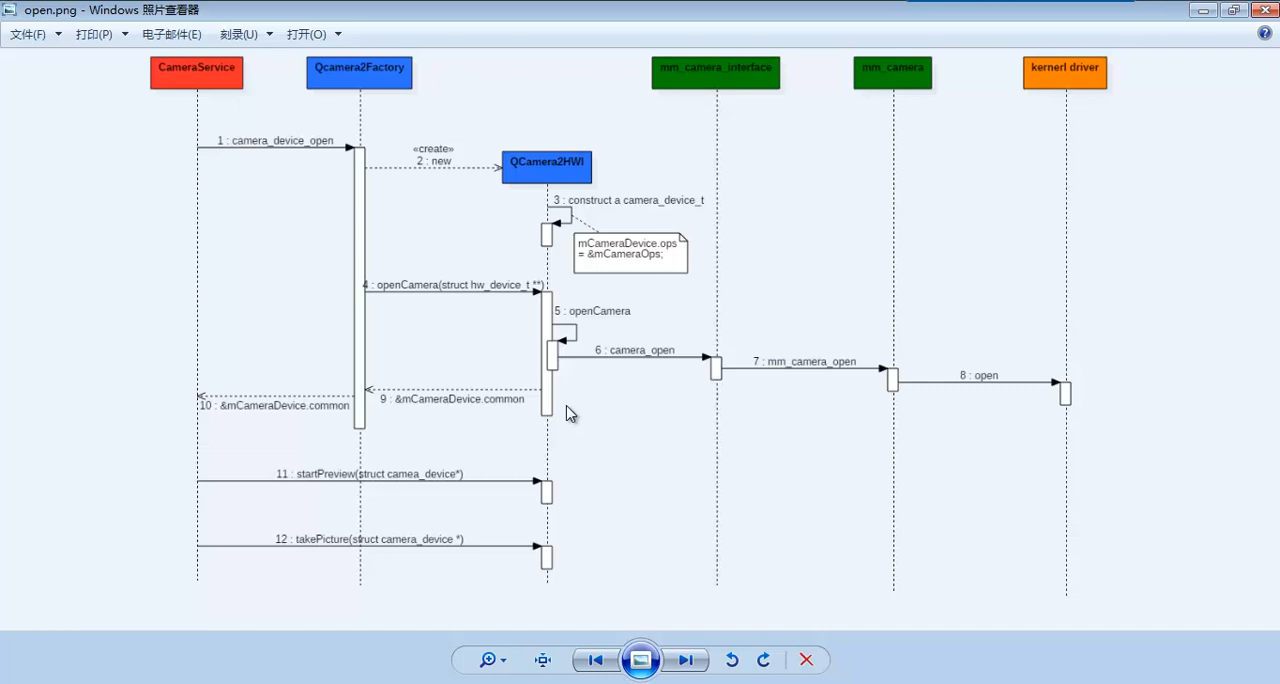 open.png - Windows 照片查看器
文件(F) 打印(P) 电子邮件(E) 刻录(U) 打开(O)
CameraService Qcamera2Factory mm_camera_interface mm_camera kernerl driver
1 : camera_device_open
«create»
2 : new
QCamera2HWI
3 : construct a camera_device_t
mCameraDevice.ops
= &mCameraOps;
4 : openCamera(struct hw_device_t **)
5 : openCamera
6 : camera_open
7 : mm_camera_open
8 : open
9 : &mCameraDevice.common
10 : &mCameraDevice.common
11 : startPreview(struct camea_device*)
12 : takePicture(struct camera_device *)